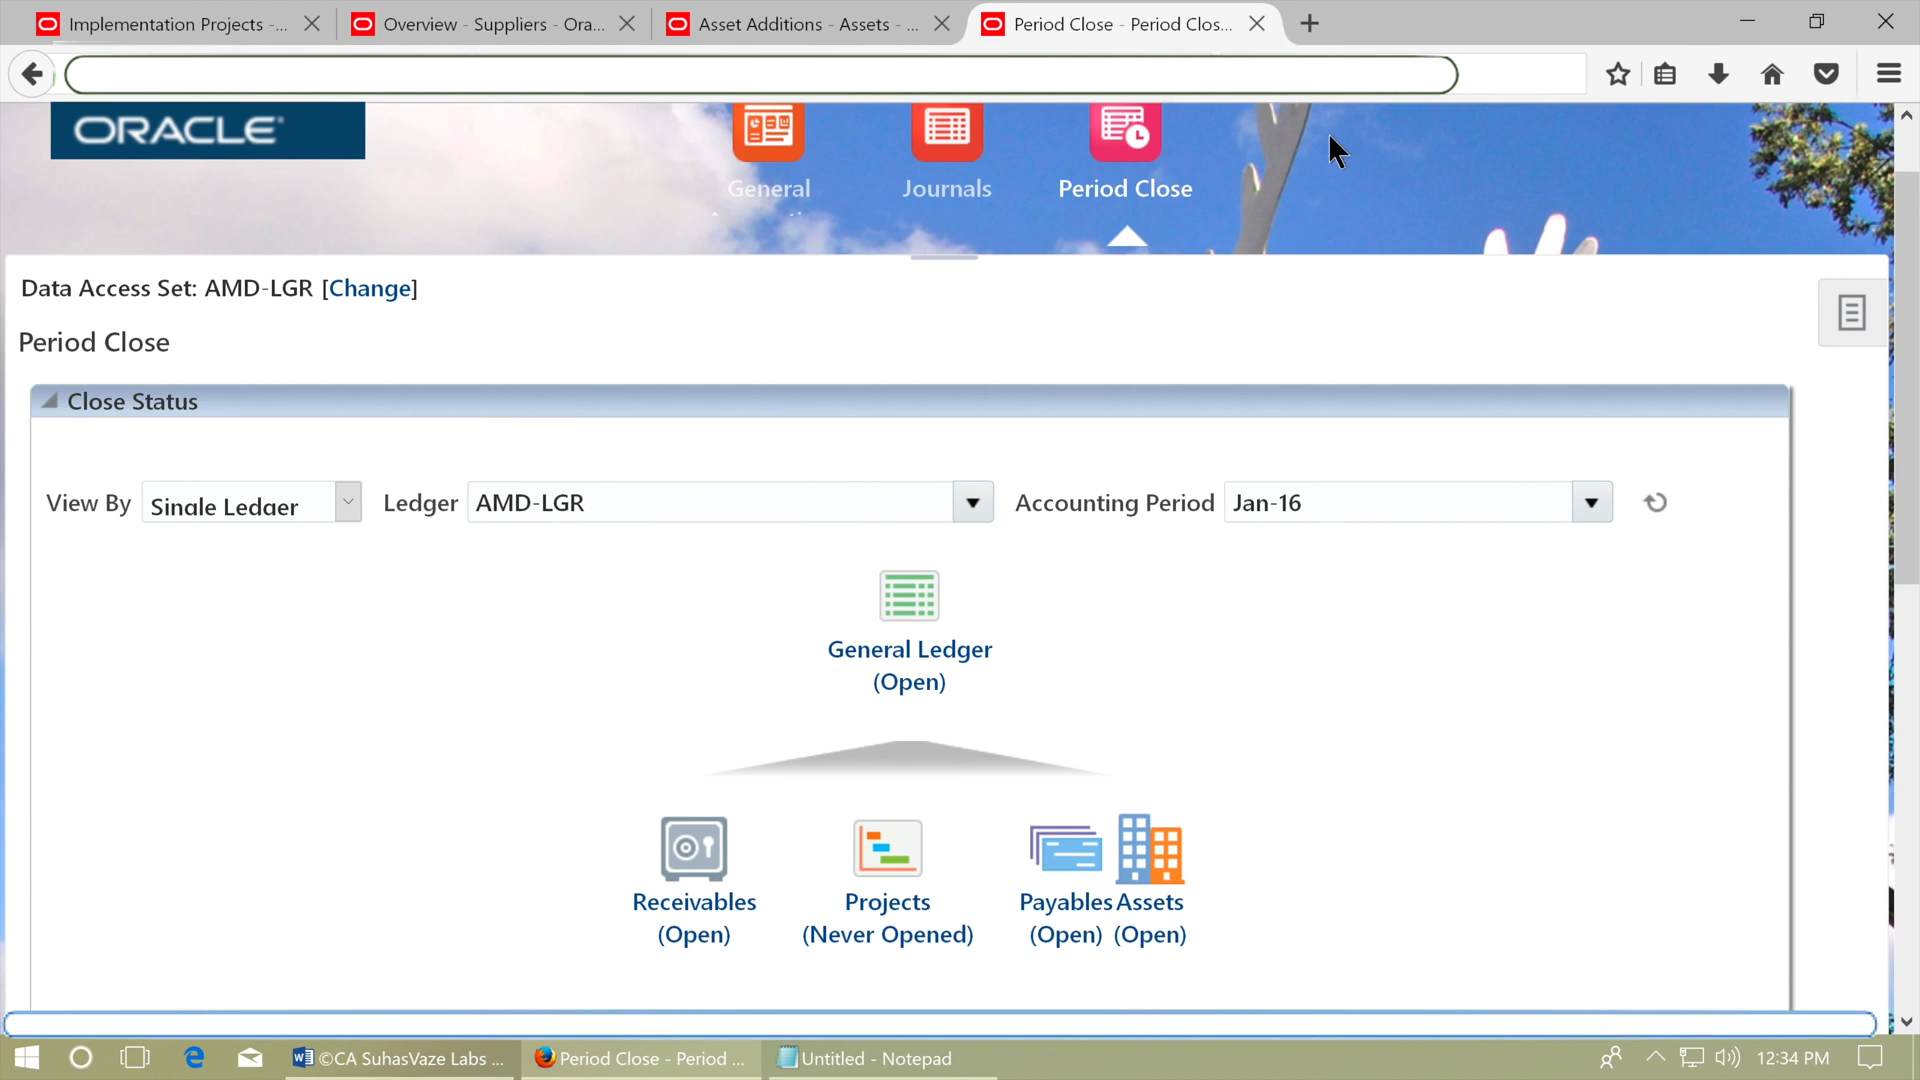 Implementation Projects -...
Overview - Suppliers - Ora...
Asset Additions - Assets - ...
Period Close - Period Clos...
ORACLE
General
Journals
Period Close
Data Access Set: AMD-LGR [Change]
Period Close
Close Status
View By Single Ledger Ledger AMD-LGR Accounting Period Jan-16
General Ledger
(Open)
Receivables Projects Payables Assets
(Open) (Never Opened) (Open) (Open)
©CA SuhasVaze Labs ...
Period Close - Period ...
Untitled - Notepad
12:34 PM